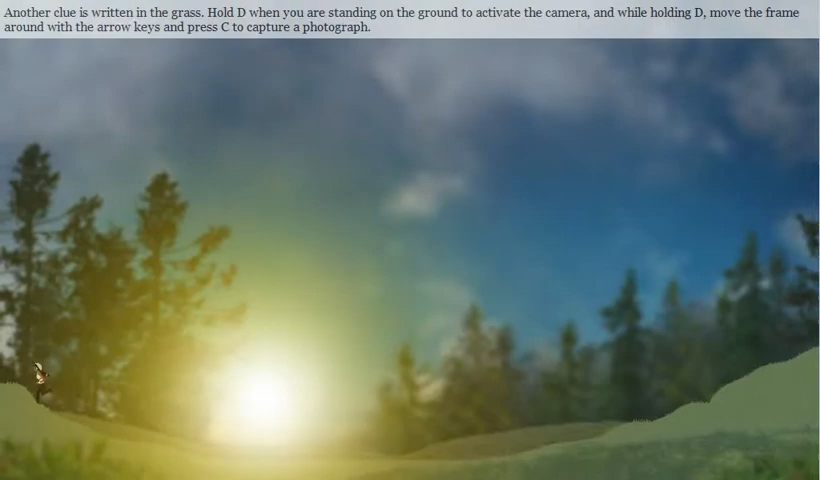 Another clue is written in the grass. Hold D when you are standing on the ground to activate the camera, and while holding D, move the frame
around with the arrow keys and press C to capture a photograph.